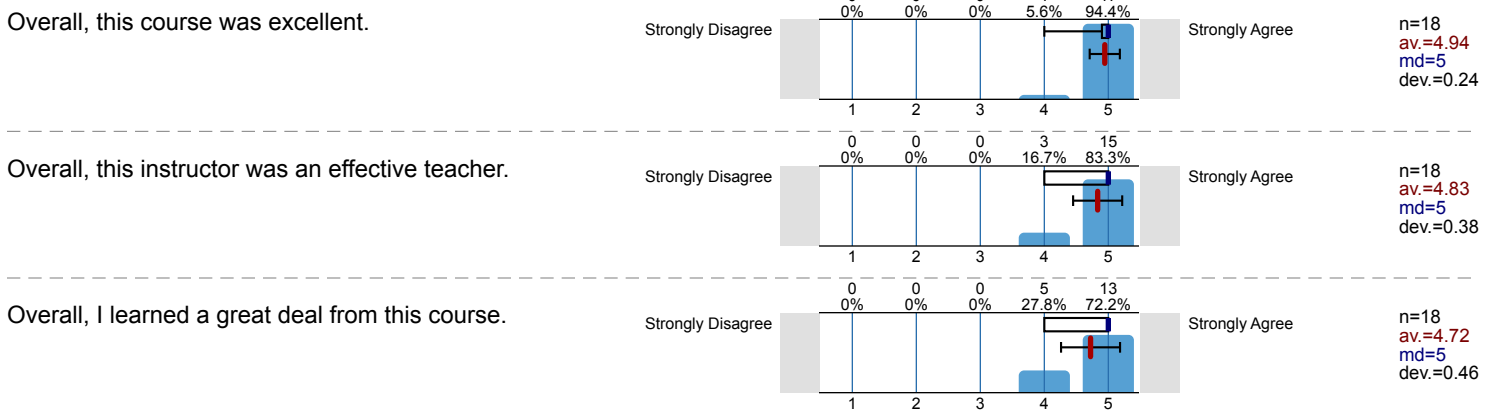 0% 0% 0% 5.6% 94.4%
Overall, this course was excellent.
Strongly Disagree Strongly Agree
n=18
av.=4.94
md=5
dev.=0.24
1 2 3 4 5
0 0 0 3 15
0% 0% 0% 16.7% 83.3%
Overall, this instructor was an effective teacher.
Strongly Disagree Strongly Agree
n=18
av.=4.83
md=5
dev.=0.38
1 2 3 4 5
0 0 0 5 13
0% 0% 0% 27.8% 72.2%
Overall, I learned a great deal from this course.
Strongly Disagree Strongly Agree
n=18
av.=4.72
md=5
dev.=0.46
1 2 3 4 5